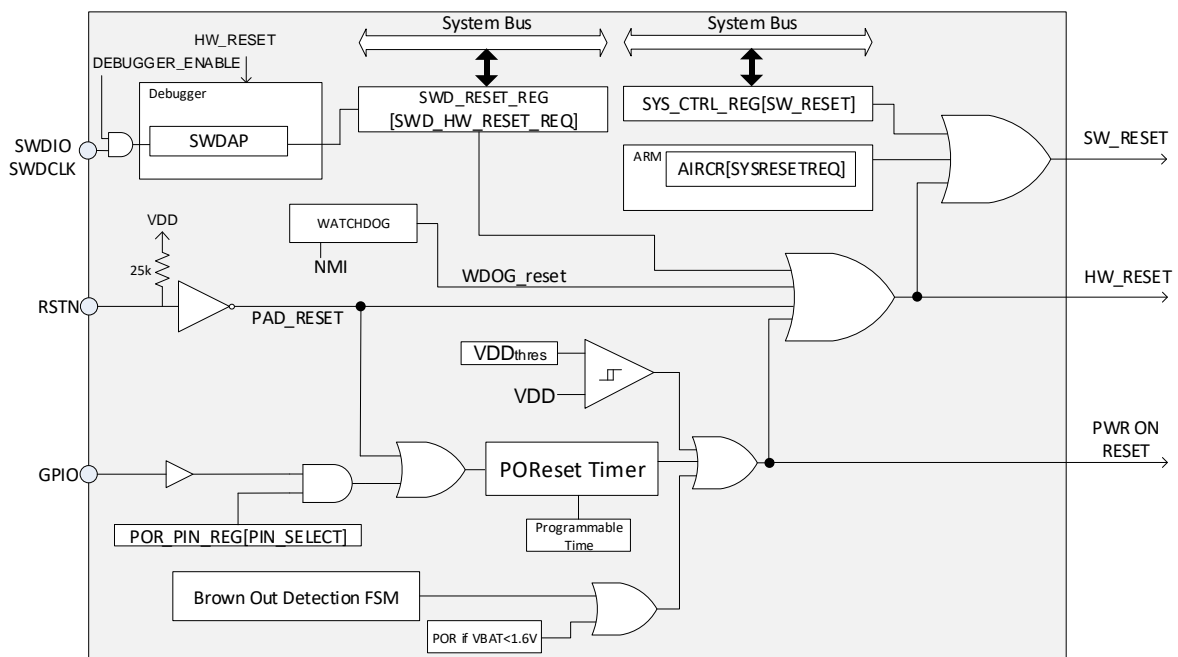 System Bus
System Bus
HW_RESET
DEBUGGER_ENABLE
Debugger
SWDAP
SWD_RESET_REG
[SWD_HW_RESET_REQ]
SYS_CTRL_REG[SW_RESET]
ARM
AIRCR[SYSRESETREQ]
SWDIO
SWDCLK
SW_RESET
VDD
25k
WATCHDOG
NMI
WDOG_reset
RSTN
PAD_RESET
HW_RESET
VDDthres
VDD
GPIO
POReset Timer
PWR ON
RESET
POR_PIN_REG[PIN_SELECT]
Programmable
Time
Brown Out Detection FSM
POR if VBAT<1.6V